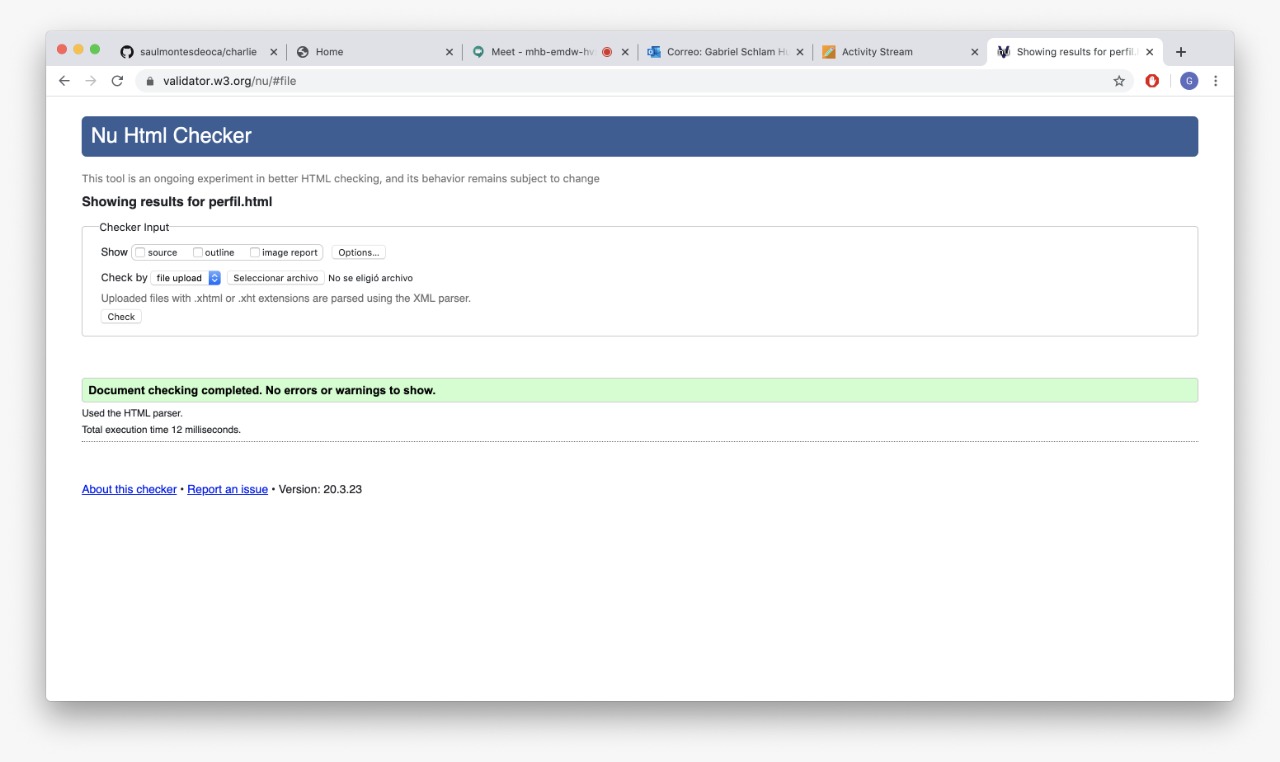 saulmontesdeoca/charlie Home Meet - mhb-emdw-hv Correo: Gabriel Schlam Activity Stream Showing results for perfil.
validator.w3.org/nu/#file G
Nu Html Checker
This tool is an ongoing experiment in better HTML checking, and its behavior remains subject to change
Showing results for perfil.html
Checker Input
Show source outline image report Options...
Check by file upload Seleccionar archivo No se eligió archivo
Uploaded files with .xhtml or .xht extensions are parsed using the XML parser.
Check
Document checking completed. No errors or warnings to show.
Used the HTML parser.
Total execution time 12 milliseconds.
About this checker • Report an issue • Version: 20.3.23